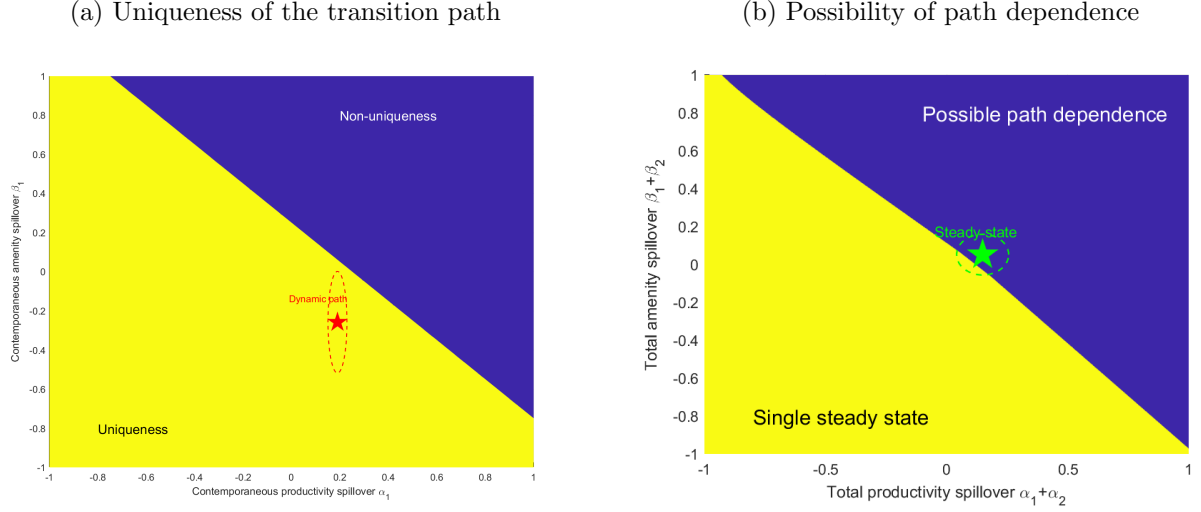 (a) Uniqueness of the transition path
(b) Possibility of path dependence
1
0.8
0.6
0.4
0.2
0
-0.2
-0.4
-0.6
-0.8
-1
Contemporaneous amenity spillover β₁
Non-uniqueness
Dynamic path
Uniqueness
-1 -0.8 -0.6 -0.4 -0.2 0 0.2 0.4 0.6 0.8 1
Contemporaneous productivity spillover α₁
1
0.8
0.6
0.4
0.2
0
-0.2
-0.4
-0.6
-0.8
-1
Total amenity spillover β₁+β₂
Possible path dependence
Steady-state
Single steady state
-1 -0.5 0 0.5 1
Total productivity spillover α₁+α₂